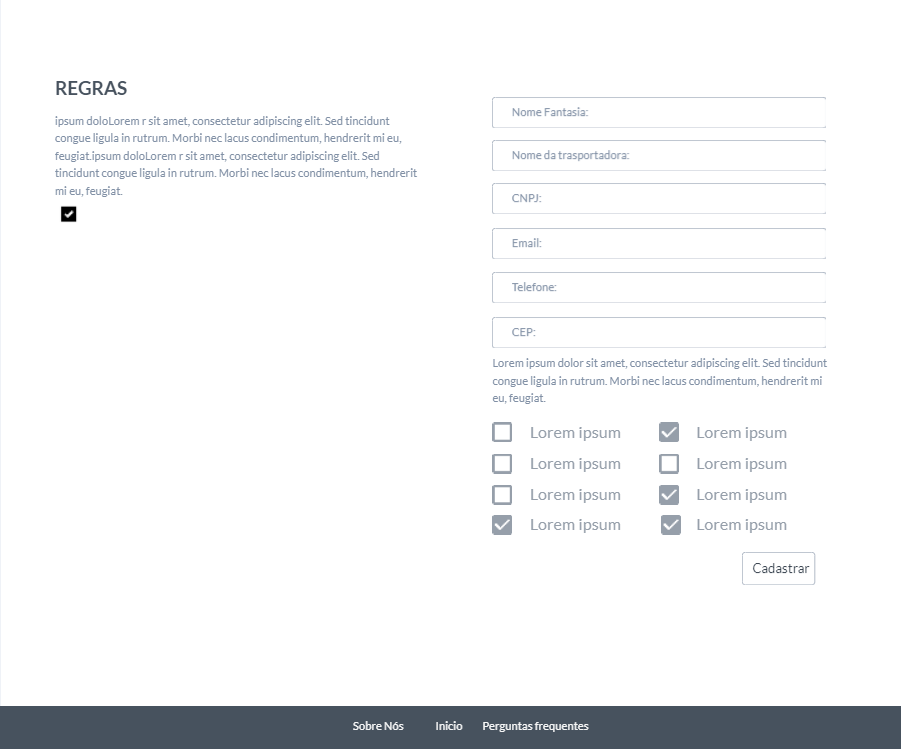 REGRAS
ipsum doloLorem r sit amet, consectetur adipiscing elit. Sed tincidunt
congue ligula in rutrum. Morbi nec lacus condimentum, hendrerit mi eu,
feugiat.ipsum doloLorem r sit amet, consectetur adipiscing elit. Sed
tincidunt congue ligula in rutrum. Morbi nec lacus condimentum, hendrerit
mi eu, feugiat.
Nome Fantasia:
Nome da trasportadora:
CNPJ:
Email:
Telefone:
CEP:
Lorem ipsum dolor sit amet, consectetur adipiscing elit. Sed tincidunt
congue ligula in rutrum. Morbi nec lacus condimentum, hendrerit mi
eu, feugiat.
Lorem ipsum Lorem ipsum
Lorem ipsum Lorem ipsum
Lorem ipsum Lorem ipsum
Lorem ipsum Lorem ipsum
Cadastrar
Sobre Nós Inicio Perguntas frequentes